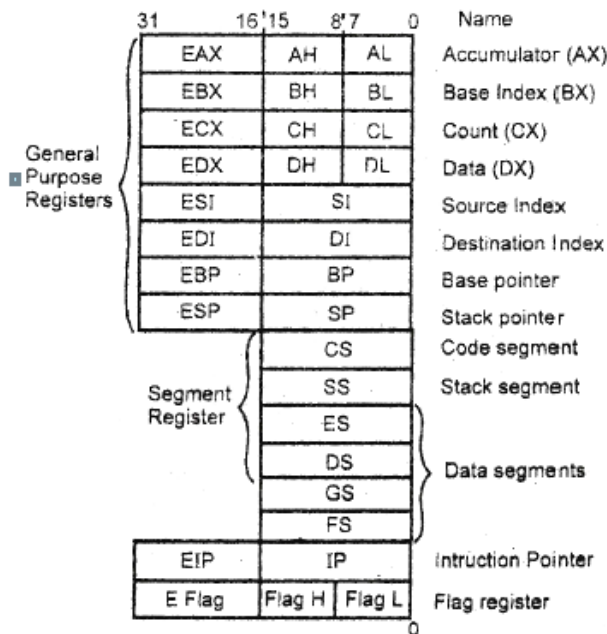 31 16 15 8 7 0 Name
EAX AH AL Accumulator (AX)
EBX BH BL Base Index (BX)
ECX CH CL Count (CX)
EDX DH DL Data (DX)
General
Purpose
Registers
ESI SI Source Index
EDI DI Destination Index
EBP BP Base pointer
ESP SP Stack pointer
CS Code segment
SS Stack segment
Segment
Register
ES
DS
Data segments
GS
FS
EIP IP Intruction Pointer
E Flag Flag H Flag L Flag register
0